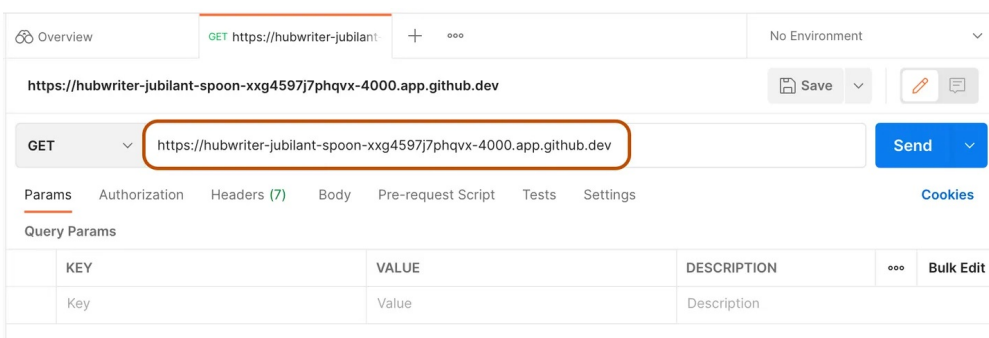 Overview GET https://hubwriter-jubilant- + ooo No Environment
https://hubwriter-jubilant-spoon-xxg4597j7phqvx-4000.app.github.dev Save
GET https://hubwriter-jubilant-spoon-xxg4597j7phqvx-4000.app.github.dev Send
Params Authorization Headers (7) Body Pre-request Script Tests Settings Cookies
Query Params
KEY VALUE DESCRIPTION ooo Bulk Edit
Key Value Description